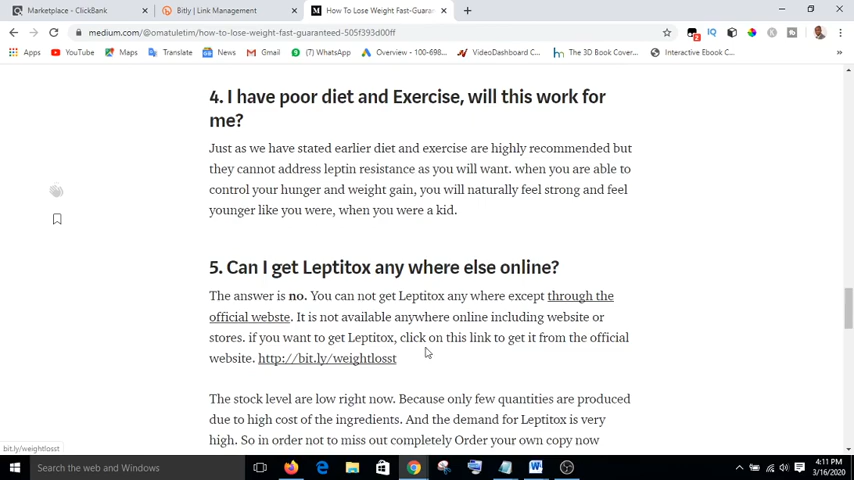 Marketplace - ClickBank
Bitly | Link Management
How To Lose Weight Fast-Guaran
medium.com/@omatuletim/how-to-lose-weight-fast-guaranteed-505f393d00ff
Apps
YouTube
Maps
Translate
News
Gmail
(7) WhatsApp
Overview - 100-698...
VideoDashboard C...
The 3D Book Cover...
Interactive Ebook C...
4. I have poor diet and Exercise, will this work for
me?
Just as we have stated earlier diet and exercise are highly recommended but
they cannot address leptin resistance as you will want. when you are able to
control your hunger and weight gain, you will naturally feel strong and feel
younger like you were, when you were a kid.
5. Can I get Leptitox any where else online?
The answer is no. You can not get Leptitox any where except through the
official webste. It is not available anywhere online including website or
stores. if you want to get Leptitox, click on this link to get it from the official
website. http://bit.ly/weightlosst
The stock level are low right now. Because only few quantities are produced
due to high cost of the ingredients. And the demand for Leptitox is very
high. So in order not to miss out completely Order your own copy now
bit.ly/weightlosst
Search the web and Windows
4:11 PM
3/16/2020